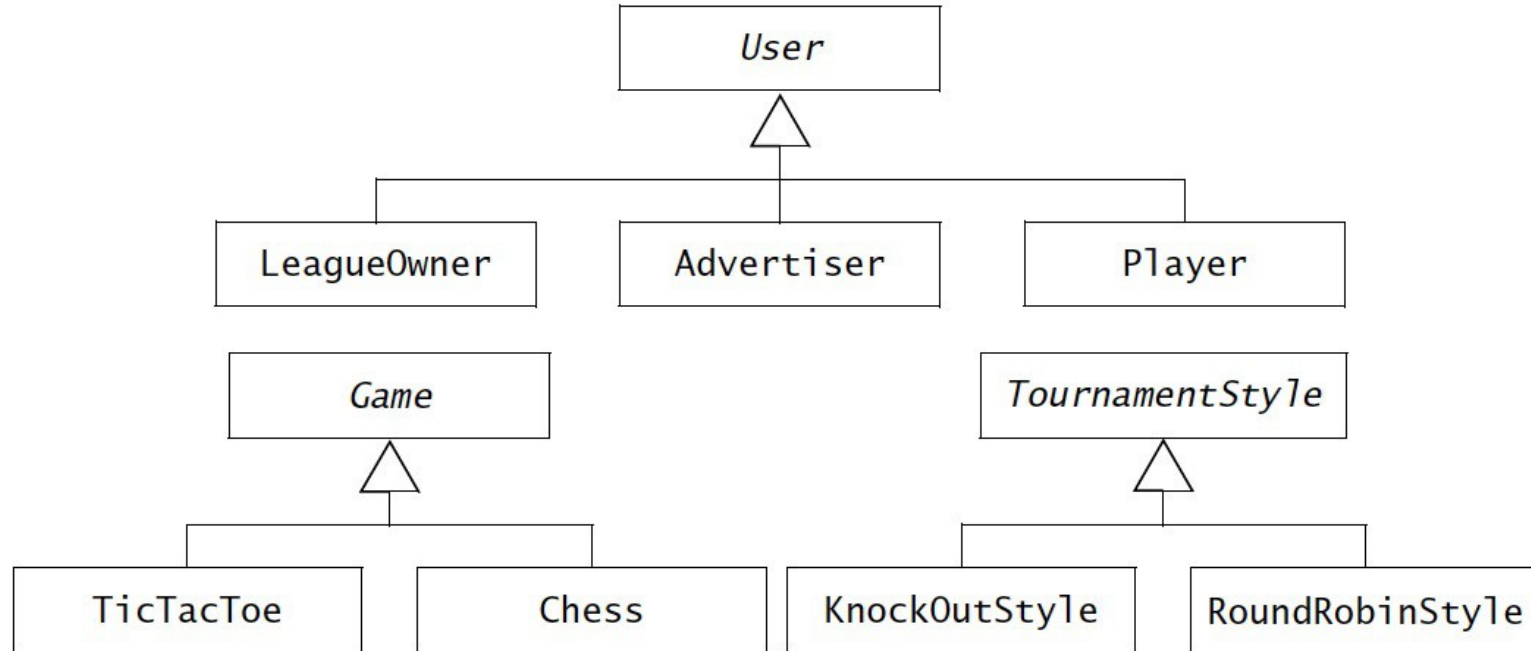 User
LeagueOwner
Advertiser
Player
Game
TournamentStyle
TicTacToe
Chess
KnockOutStyle
RoundRobinStyle